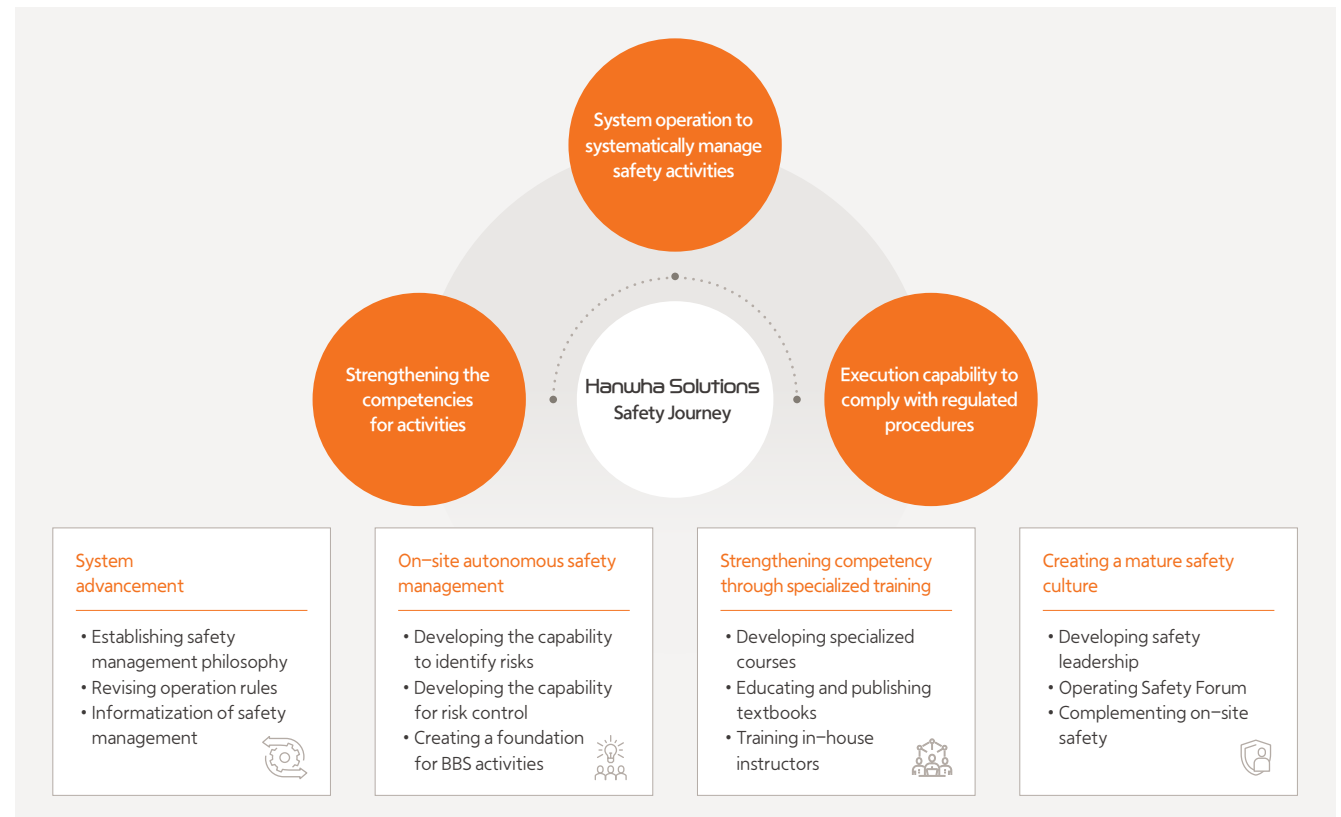 System operation to
systematically manage
safety activities
Strengthening the
competencies
for activities
Hanwha Solutions
Safety Journey
Execution capability to
comply with regulated
procedures
System
advancement
• Establishing safety
management philosophy
• Revising operation rules
• Informatization of safety
management
On-site autonomous safety
management
• Developing the capability
to identify risks
• Developing the capability
for risk control
• Creating a foundation
for BBS activities
Strengthening competency
through specialized training
• Developing specialized
courses
• Educating and publishing
textbooks
• Training in-house
instructors
Creating a mature safety
culture
• Developing safety
leadership
• Operating Safety Forum
• Complementing on-site
safety